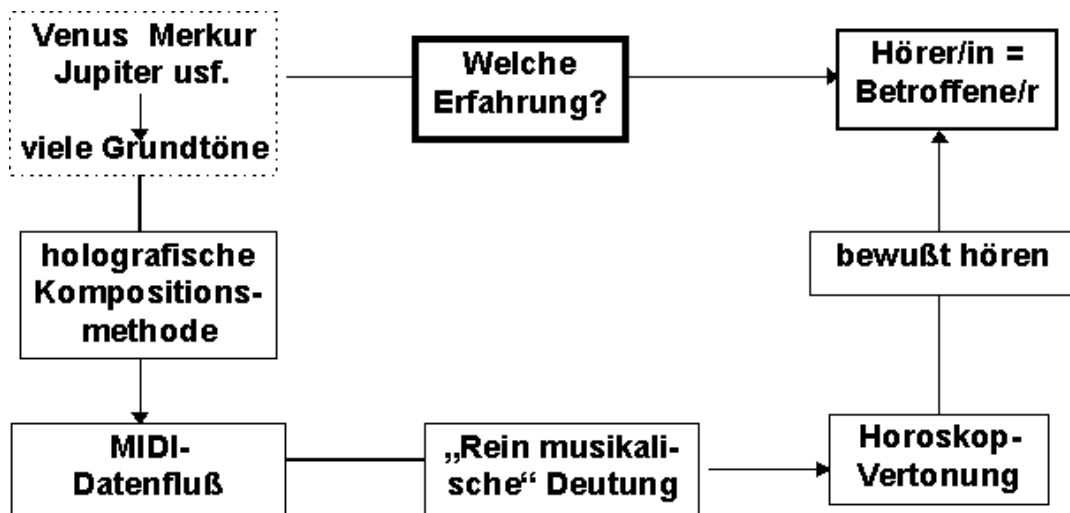 Venus Merkur
Jupiter usf.
viele Grundtöne
Welche
Erfahrung?
Hörer/in =
Betroffene/r
holografische
Kompositions-
methode
bewußt hören
MIDI-
Datenfluß
„Rein musikali-
sche“ Deutung
Horoskop-
Vertonung